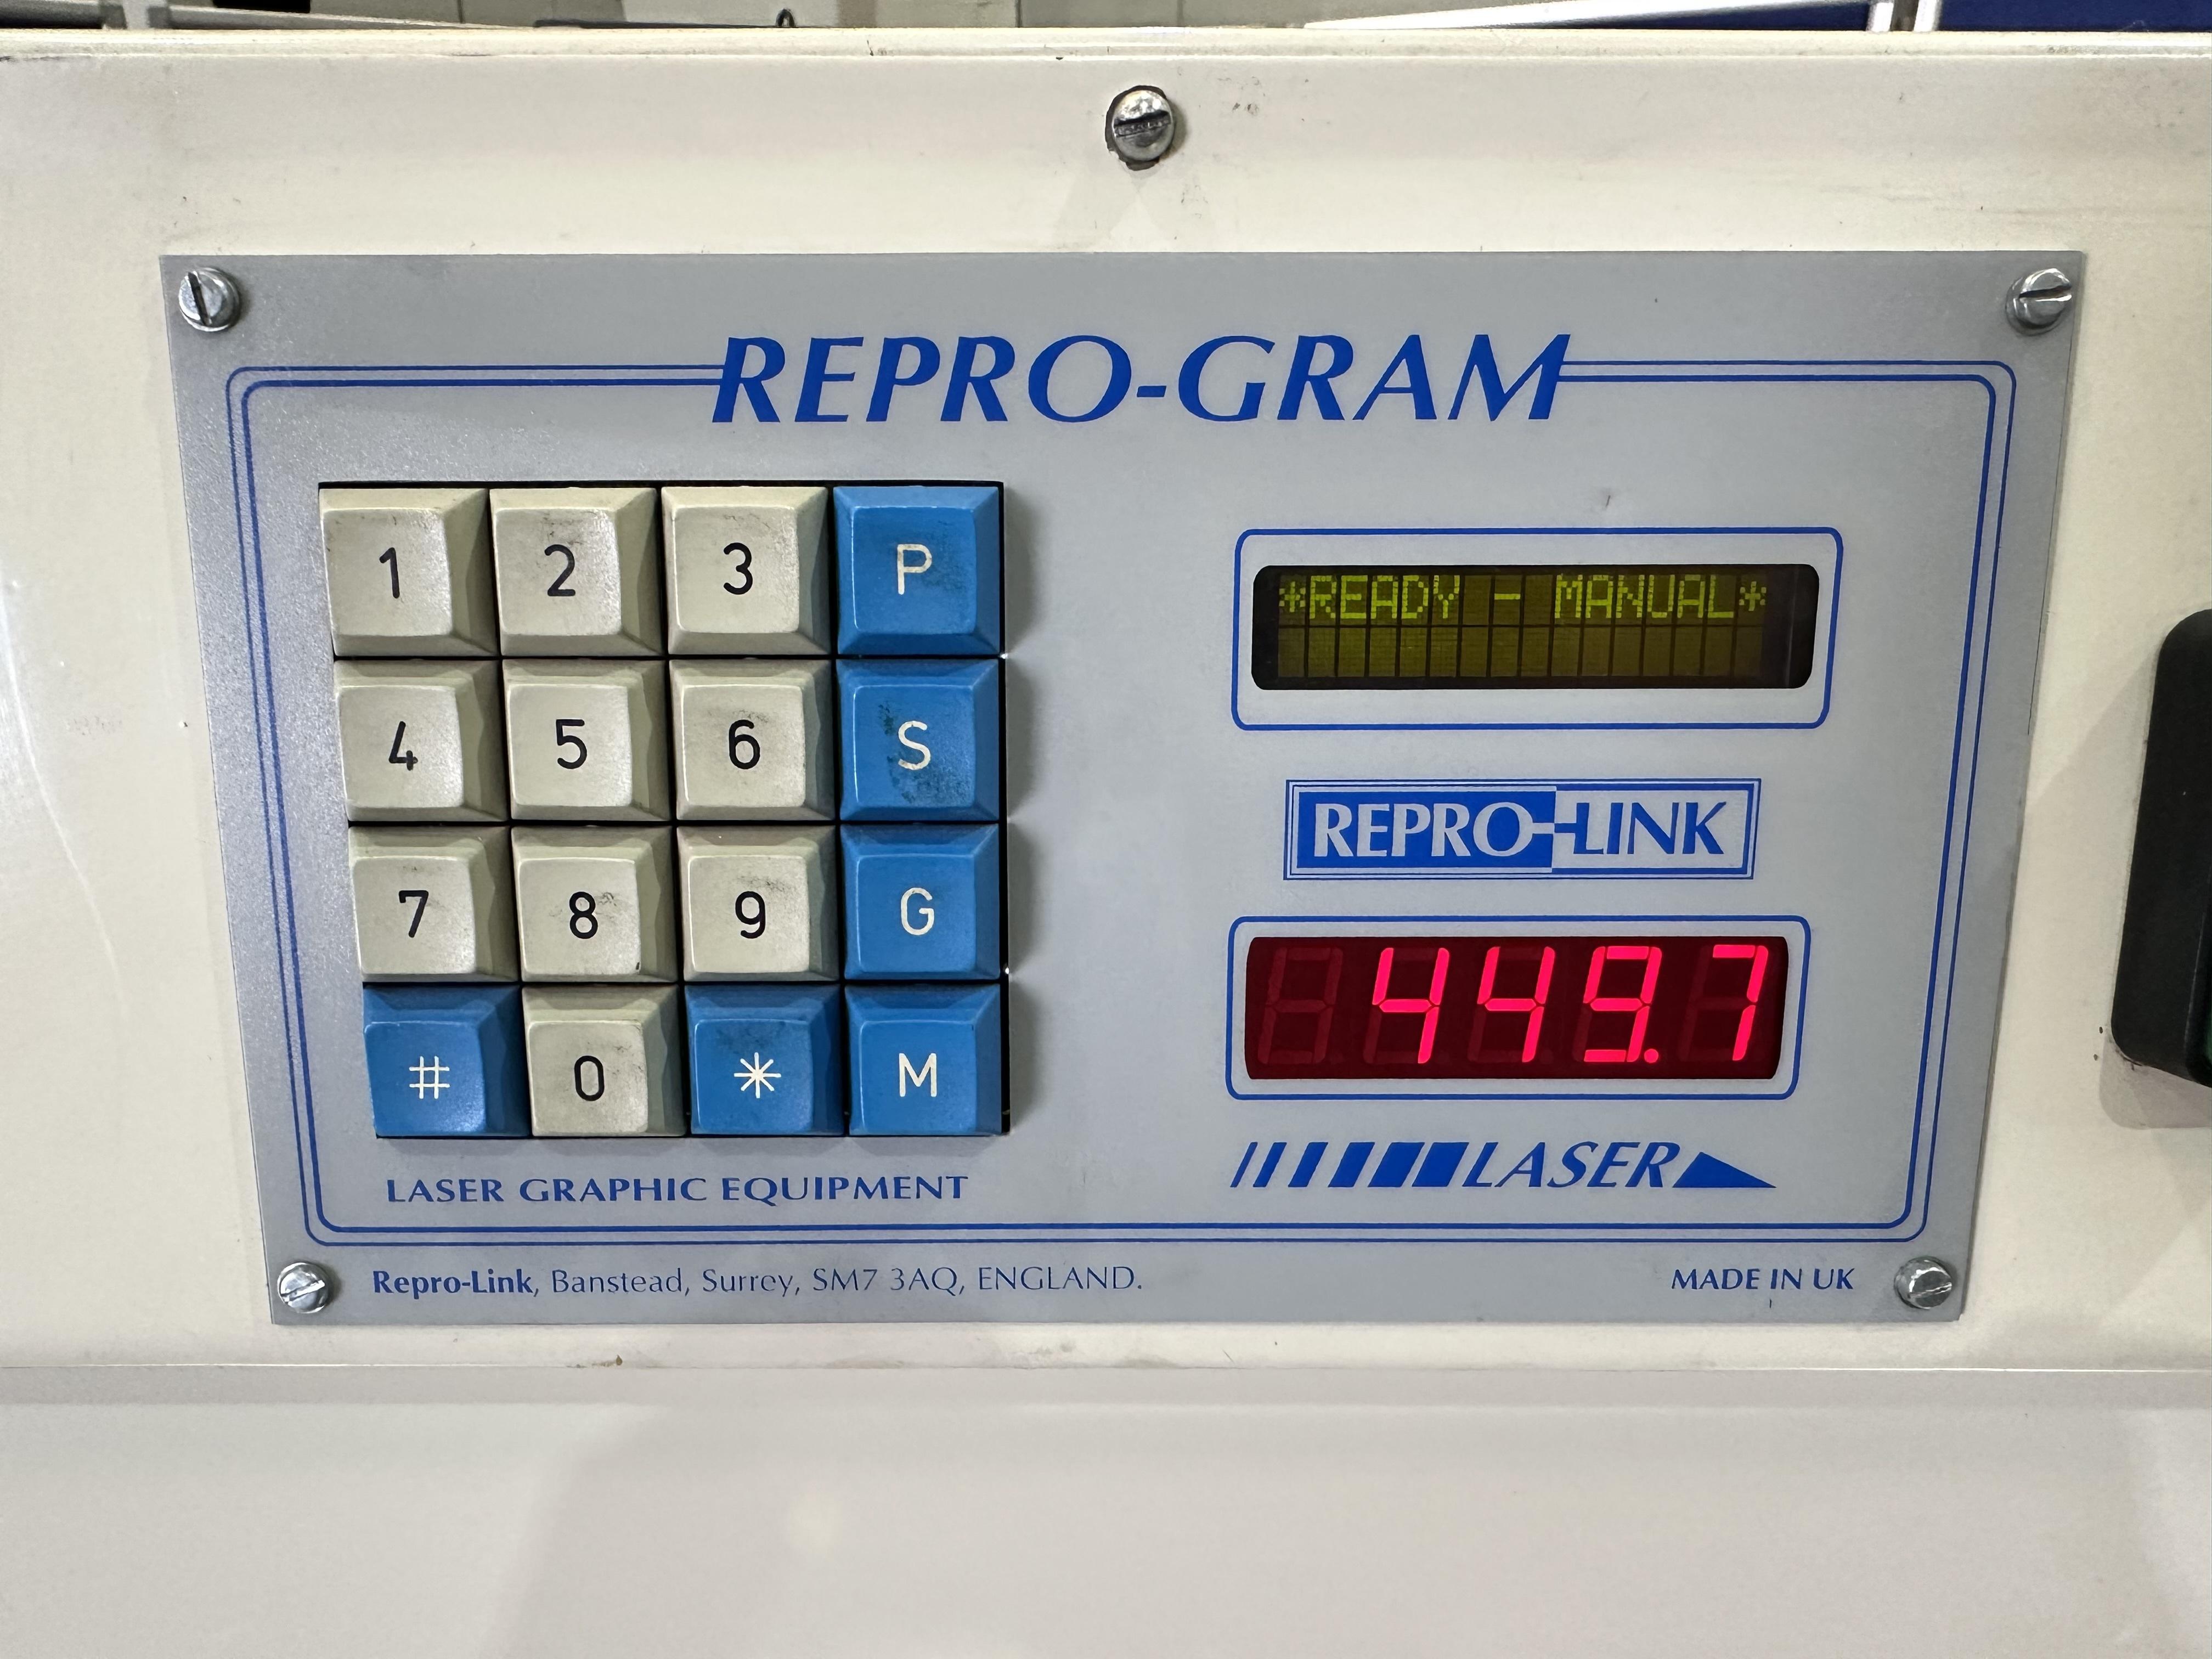 REPRO-GRAM
1 2 3 P
4 5 6 S
7 8 9 G
# 0 * M
*READY - MANUAL*
REPRO-LINK
449.7
LASER
LASER GRAPHIC EQUIPMENT
Repro-Link, Banstead, Surrey, SM7 3AQ, ENGLAND.
MADE IN UK